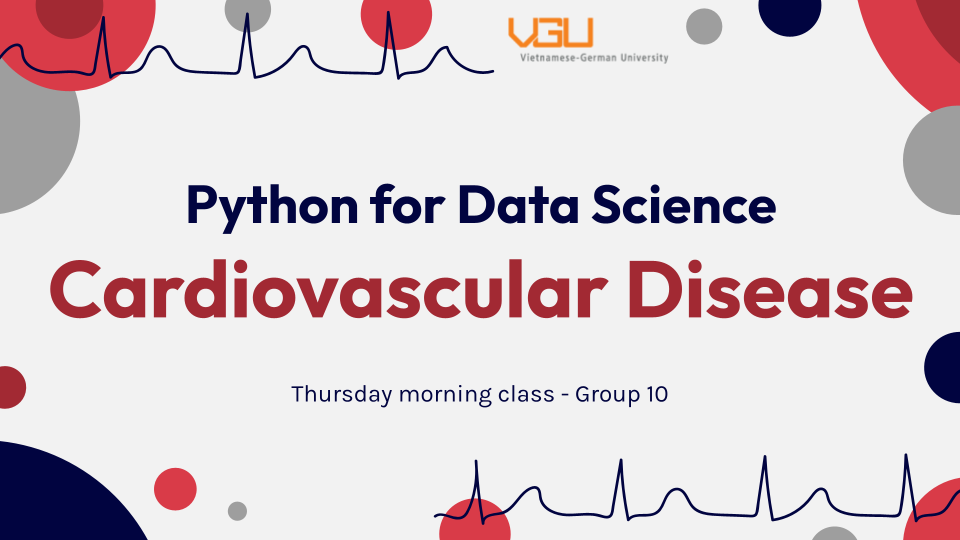 VGU
Vietnamese-German University
Python for Data Science
Cardiovascular Disease
Thursday morning class - Group 10